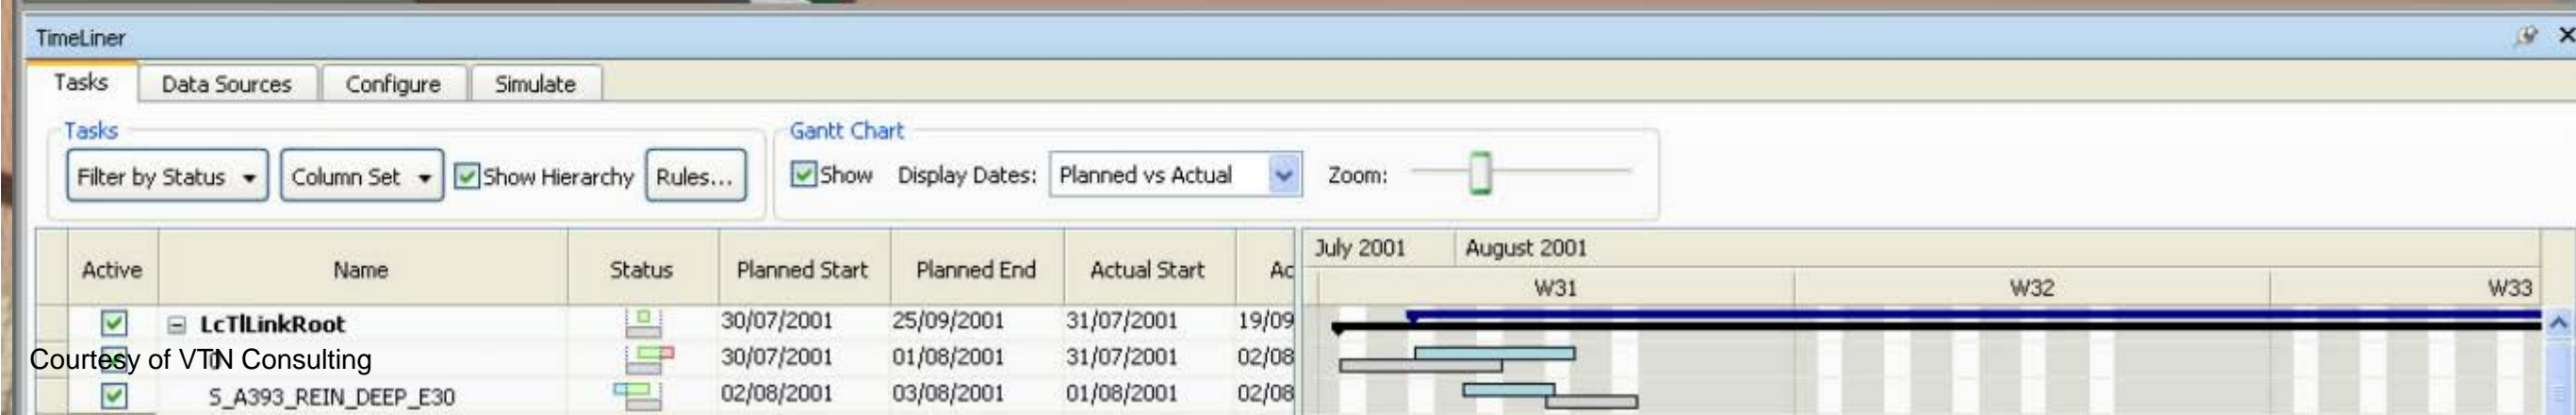 TimeLiner
Tasks Data Sources Configure Simulate
Tasks Gantt Chart
Filter by Status Column Set Show Hierarchy Rules... Show Display Dates: Planned vs Actual Zoom:
Active Name Status Planned Start Planned End Actual Start Ac July 2001 August 2001
W31 W32 W33
LcTlLinkRoot 30/07/2001 25/09/2001 31/07/2001 19/09
30/07/2001 01/08/2001 31/07/2001 02/08
Courtesy of VTN Consulting
S_A393_REIN_DEEP_E30 02/08/2001 03/08/2001 01/08/2001 02/08